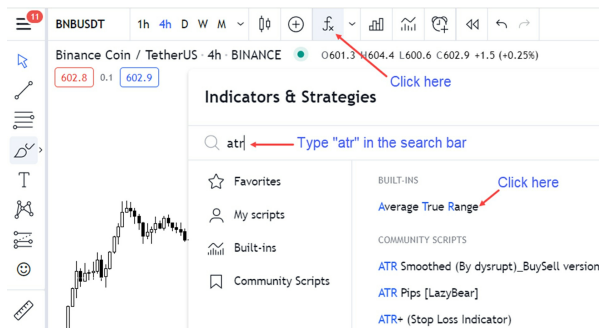 11
BNBUSDT 1h 4h D W M fx
Binance Coin / TetherUS · 4h · BINANCE O601.3 H604.4 L600.6 C602.9 +1.5 (+0.25%)
602.8 0.1 602.9
Click here
Indicators & Strategies
atr Type "atr" in the search bar
Favorites
My scripts
Built-ins
Community Scripts
BUILT-INS
Click here
Average True Range
COMMUNITY SCRIPTS
ATR Smoothed (By dysrupt)_BuySell version
ATR Pips [LazyBear]
ATR+ (Stop Loss Indicator)
T